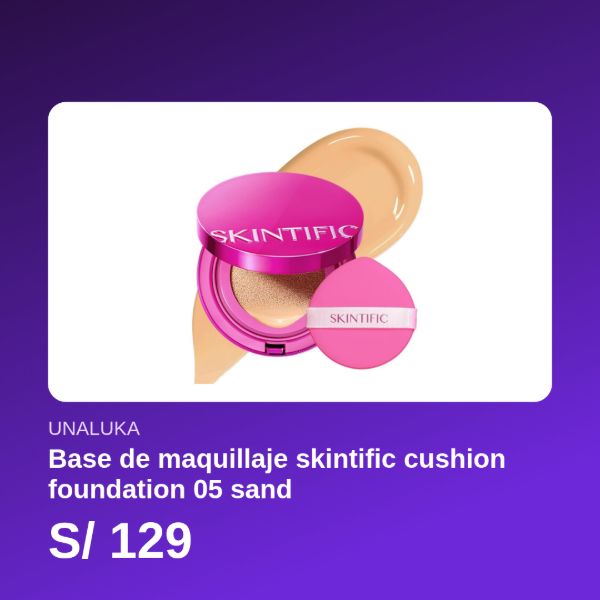 SKINTIFIC
SKINTIFIC
UNALUKA
Base de maquillaje skintific cushion
foundation 05 sand
S/ 129